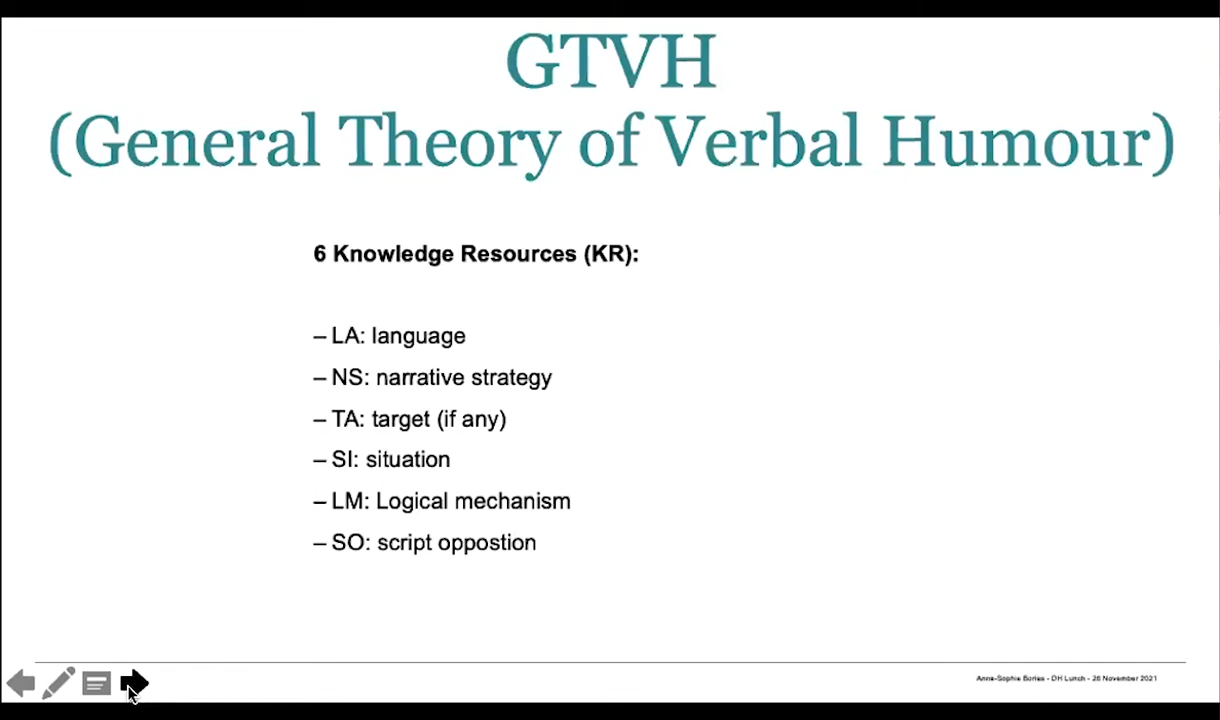 GTVH
(General Theory of Verbal Humour)
6 Knowledge Resources (KR):
– LA: language
– NS: narrative strategy
– TA: target (if any)
– SI: situation
– LM: Logical mechanism
– SO: script oppostion
Anne-Sophie Bories - DH Lunch - 26 November 2021